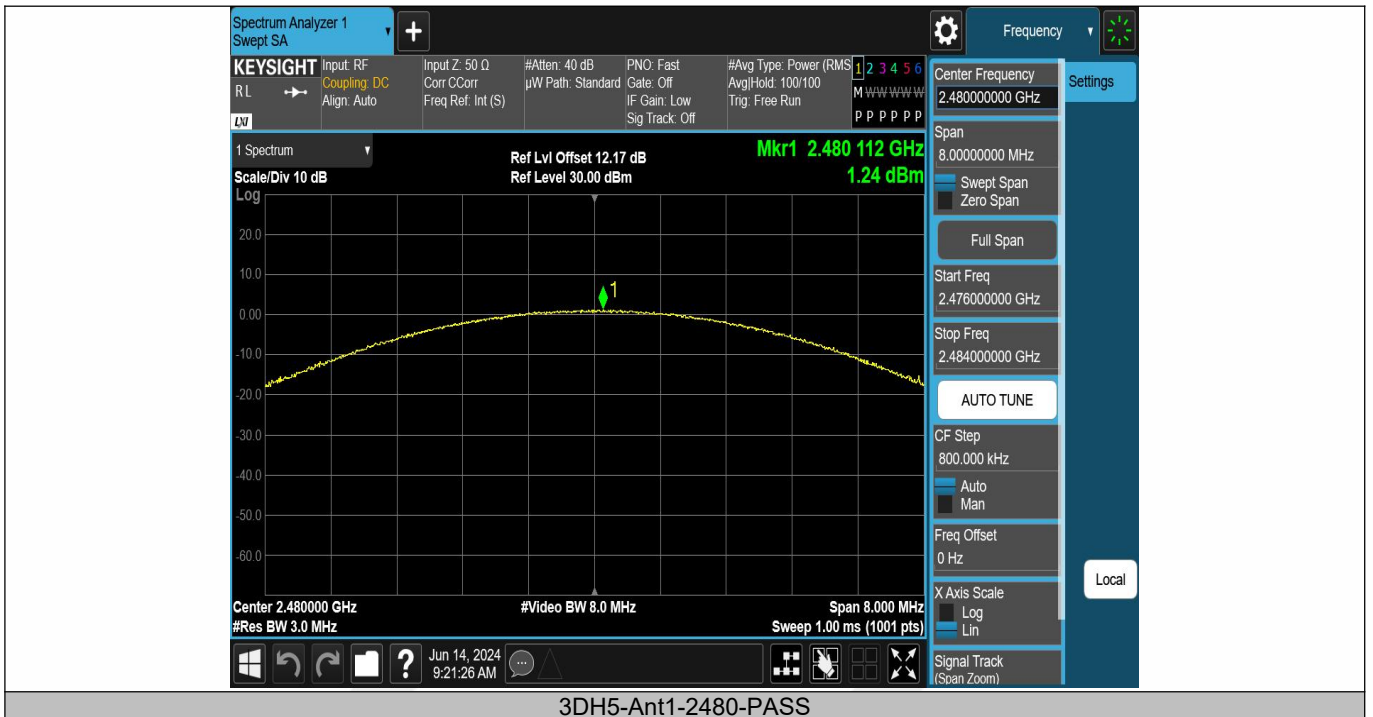 Spectrum Analyzer 1
Swept SA
+
Frequency
KEYSIGHT
RL
LXI
Input: RF
Coupling: DC
Align: Auto
Input Z: 50 Ω
Corr CCorr
Freq Ref: Int (S)
#Atten: 40 dB
µW Path: Standard
PNO: Fast
Gate: Off
IF Gain: Low
Sig Track: Off
#Avg Type: Power (RMS
Avg|Hold: 100/100
Trig: Free Run
1 2 3 4 5 6
M W W W W W
P P P P P P
1 Spectrum
Scale/Div 10 dB
Log
Ref Lvl Offset 12.17 dB
Ref Level 30.00 dBm
Mkr1 2.480 112 GHz
1.24 dBm
20.0
10.0
0.00
-10.0
-20.0
-30.0
-40.0
-50.0
-60.0
1
Center 2.480000 GHz
#Res BW 3.0 MHz
#Video BW 8.0 MHz
Span 8.000 MHz
Sweep 1.00 ms (1001 pts)
Center Frequency
2.480000000 GHz
Span
8.00000000 MHz
Swept Span
Zero Span
Full Span
Start Freq
2.476000000 GHz
Stop Freq
2.484000000 GHz
AUTO TUNE
CF Step
800.000 kHz
Auto
Man
Freq Offset
0 Hz
X Axis Scale
Log
Lin
Signal Track
(Span Zoom)
Settings
Local
?
Jun 14, 2024
9:21:26 AM
3DH5-Ant1-2480-PASS